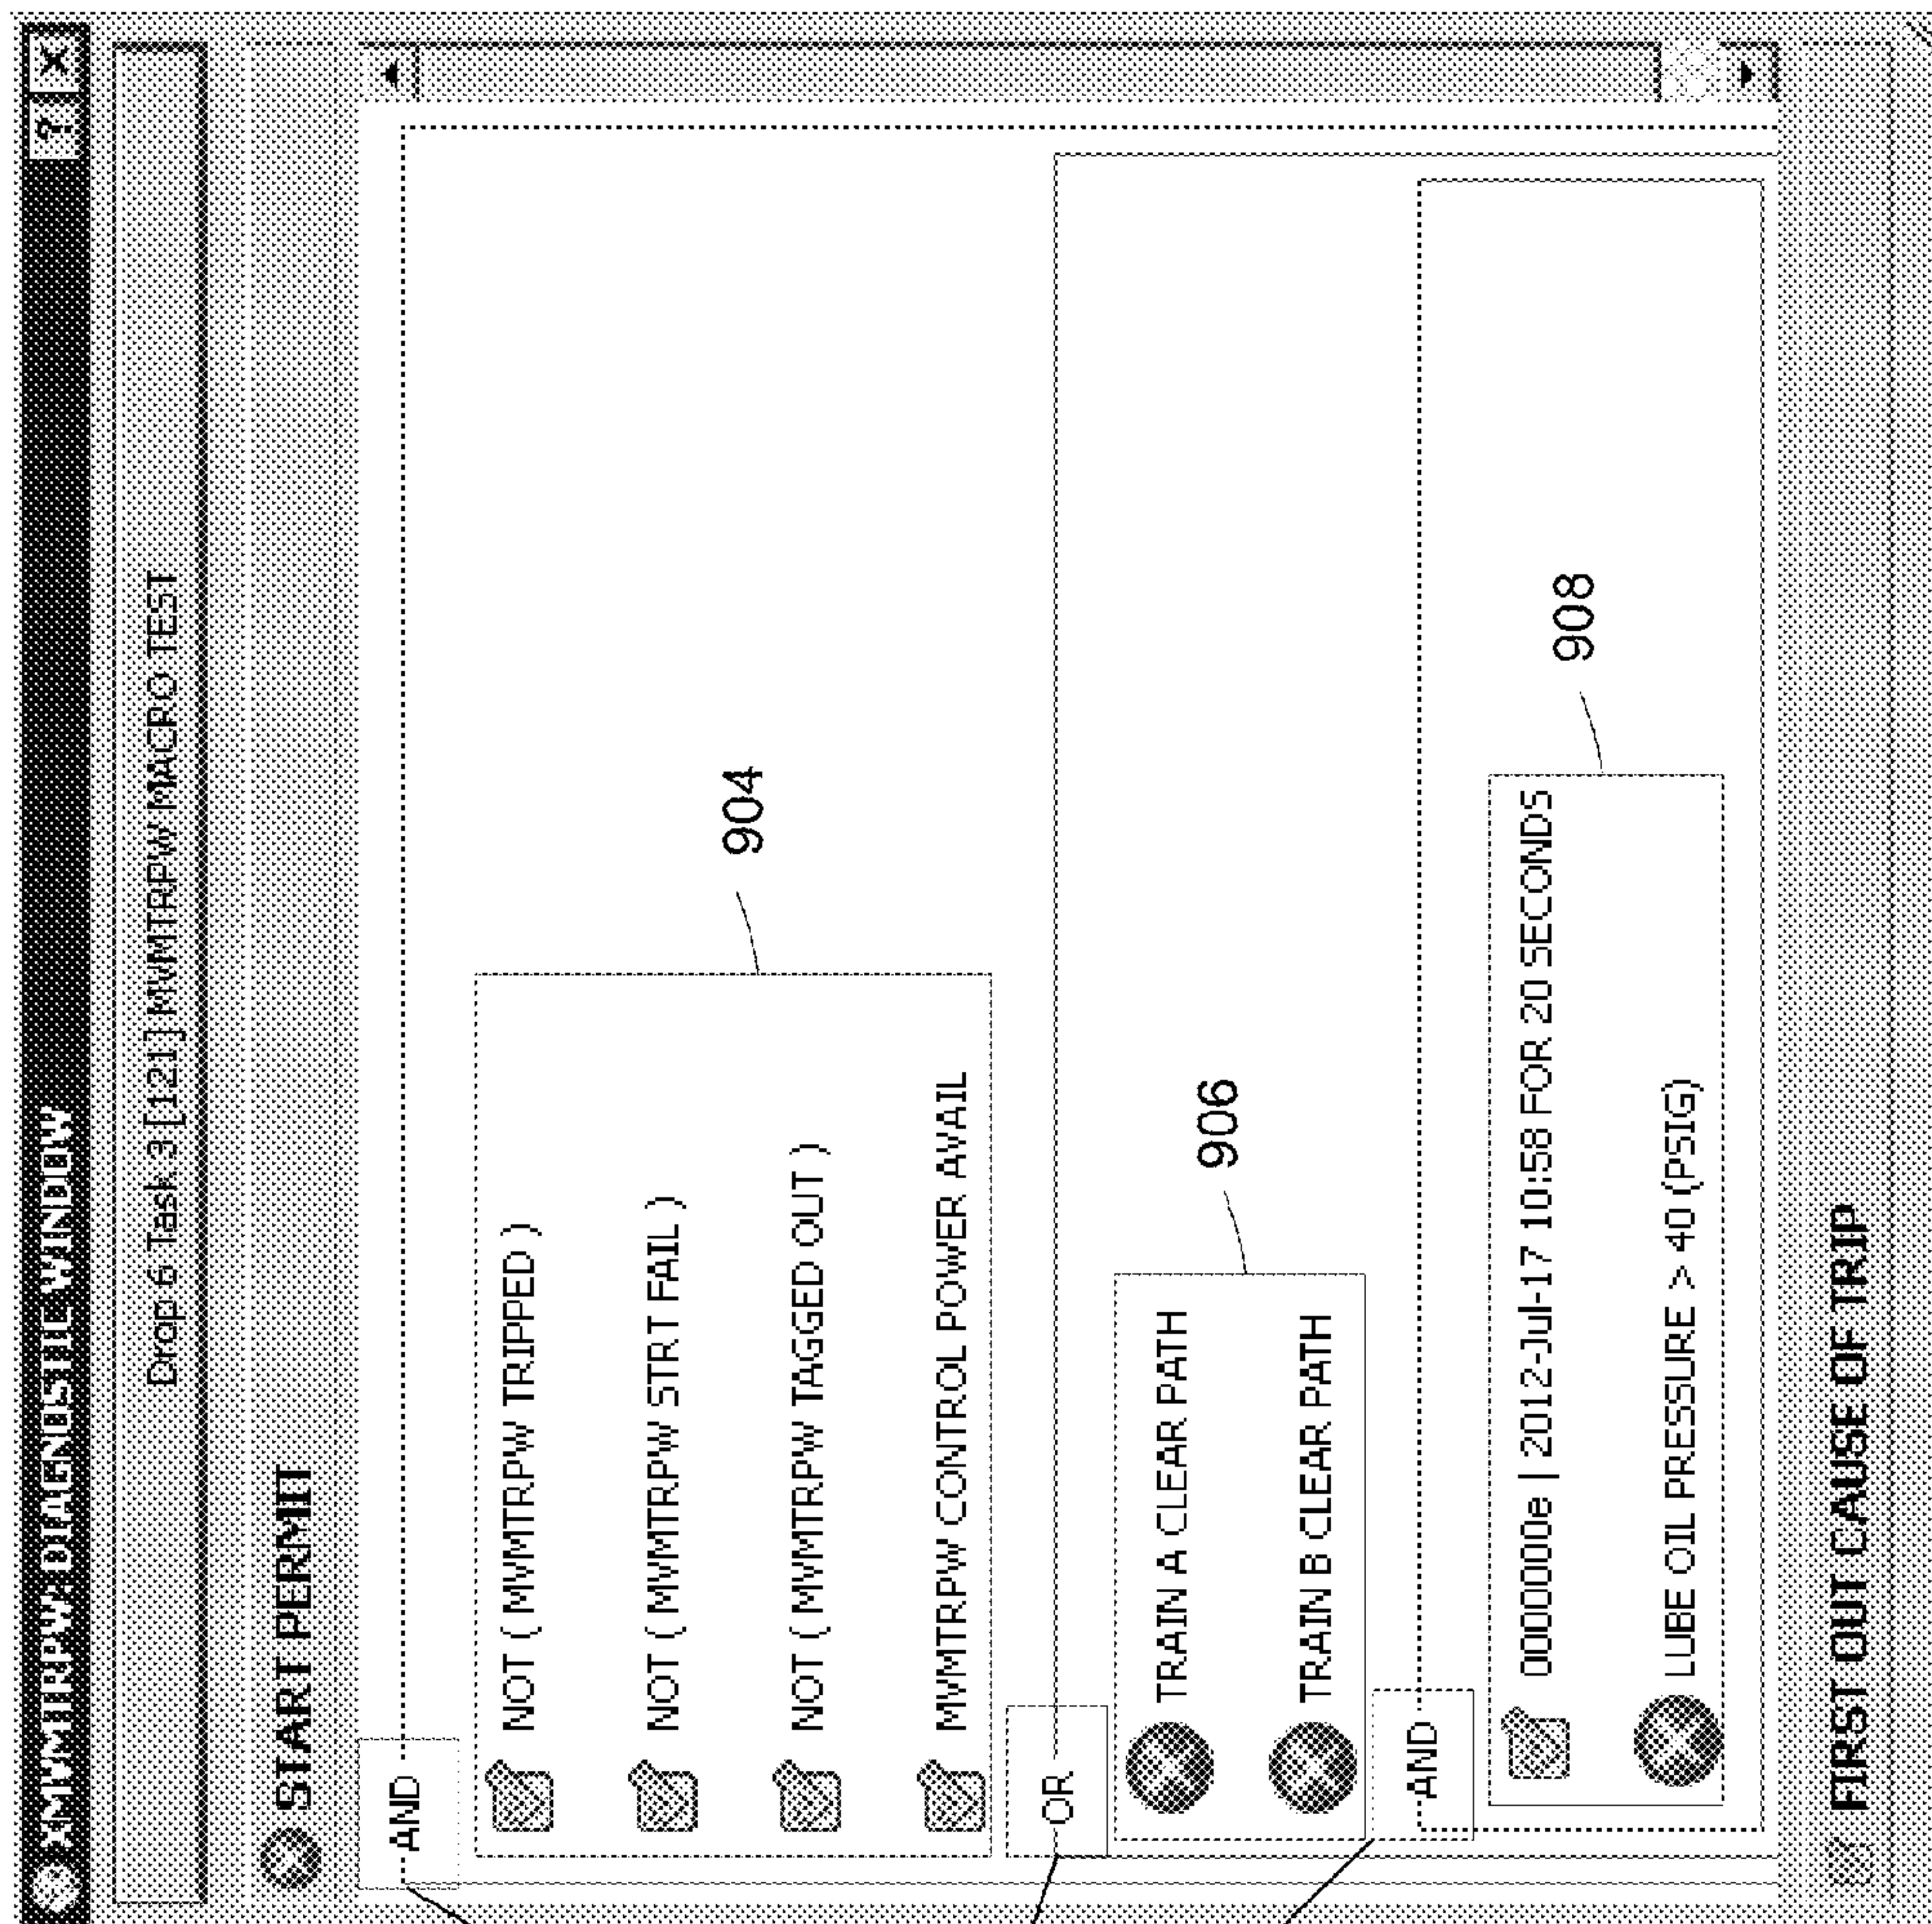 XMVMTRPW DIAGNOSTIC WINDOW
? X
Drop 6 Task 3 [121] MVMTRPW MACRO TEST
START PERMIT
AND
NOT ( MVMTRPW TRIPPED )
NOT ( MVMTRPW STRT FAIL )
NOT ( MVMTRPW TAGGED OUT )
MVMTRPW CONTROL POWER AVAIL
904
OR
TRAIN A CLEAR PATH
TRAIN B CLEAR PATH
906
AND
000000e | 2012-Jul-17 10:58 FOR 20 SECONDS
LUBE OIL PRESSURE > 40 (PSIG)
908
FIRST OUT CAUSE OF TRIP